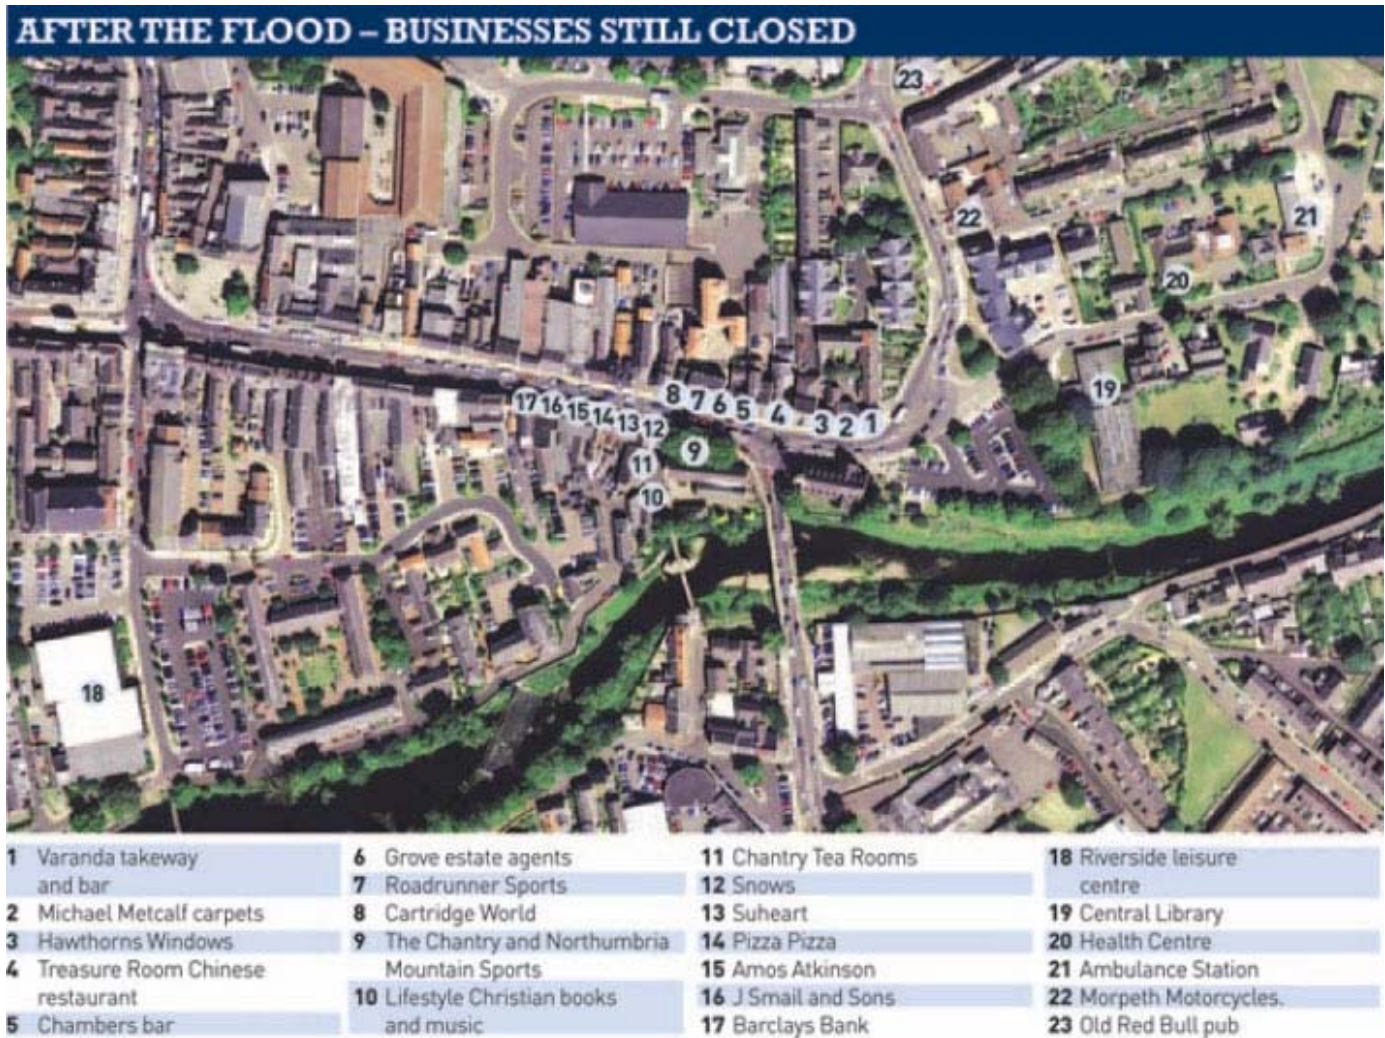 AFTER THE FLOOD – BUSINESSES STILL CLOSED
23
22
21
20
19
17
16
15
14
13
12
8
7
6
5
4
3
2
1
9
11
10
18
1 Varanda takeway
and bar
2 Michael Metcalf carpets
3 Hawthorns Windows
4 Treasure Room Chinese
restaurant
5 Chambers bar
6 Grove estate agents
7 Roadrunner Sports
8 Cartridge World
9 The Chantry and Northumbria
Mountain Sports
10 Lifestyle Christian books
and music
11 Chantry Tea Rooms
12 Snows
13 Suheart
14 Pizza Pizza
15 Amos Atkinson
16 J Smail and Sons
17 Barclays Bank
18 Riverside leisure
centre
19 Central Library
20 Health Centre
21 Ambulance Station
22 Morpeth Motorcycles.
23 Old Red Bull pub